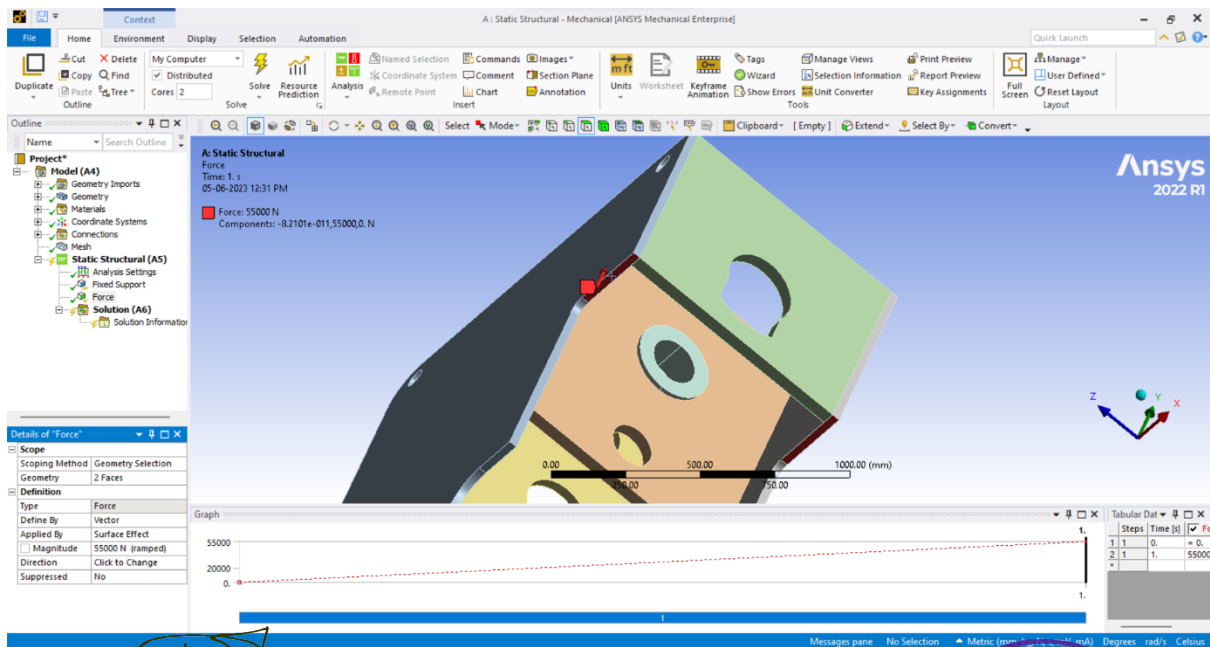 Context
A : Static Structural - Mechanical [ANSYS Mechanical Enterprise]
File Home Environment Display Selection Automation
Quick Launch
Duplicate
Cut
Copy
Paste
Delete
Find
Tree
Outline
My Computer
Distributed
Cores 2
Solve
Resource Prediction
Solve
Analysis
Named Selection
Coordinate System
Remote Point
Commands
Comment
Chart
Images
Section Plane
Annotation
Insert
Units
Worksheet
Keyframe Animation
Tags
Wizard
Show Errors
Manage Views
Selection Information
Unit Converter
Print Preview
Report Preview
Key Assignments
Tools
Full Screen
Manage
User Defined
Reset Layout
Layout
Outline
Name Search Outline
Select Mode Clipboard [ Empty ] Extend Select By Convert
Project*
Model (A4)
Geometry Imports
Geometry
Materials
Coordinate Systems
Connections
Mesh
Static Structural (A5)
Analysis Settings
Fixed Support
Force
Solution (A6)
Solution Informatio
A: Static Structural
Force
Time: 1. s
05-06-2023 12:31 PM
Force: 55000 N
Components: -8.2101e-011,55000,0. N
Ansys
2022 R1
Z Y X
0.00 500.00 1000.00 (mm)
250.00 750.00
Details of "Force"
Scope
Scoping Method Geometry Selection
Geometry 2 Faces
Definition
Type Force
Define By Vector
Applied By Surface Effect
Magnitude 55000 N (ramped)
Direction Click to Change
Suppressed No
Graph
1.
55000
20000
0.
1.
1
Tabular Dat
Steps Time [s] Fo
1 1 0. = 0.
2 1 1. 55000
*
Messages pane No Selection Metric (mm, mA) Degrees rad/s Celsius